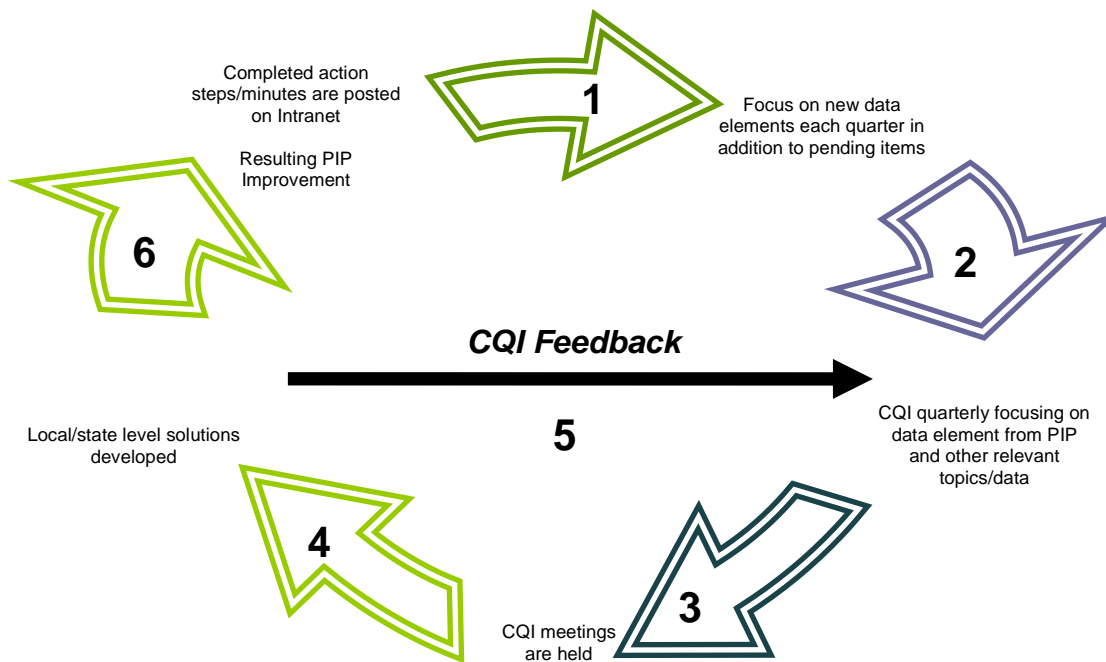 Completed action
steps/minutes are posted
on Intranet
Resulting PIP
Improvement
1
Focus on new data
elements each quarter in
addition to pending items
6
2
CQI Feedback
5
CQI quarterly focusing on
data element from PIP
and other relevant
topics/data
Local/state level solutions
developed
4
3
CQI meetings
are held